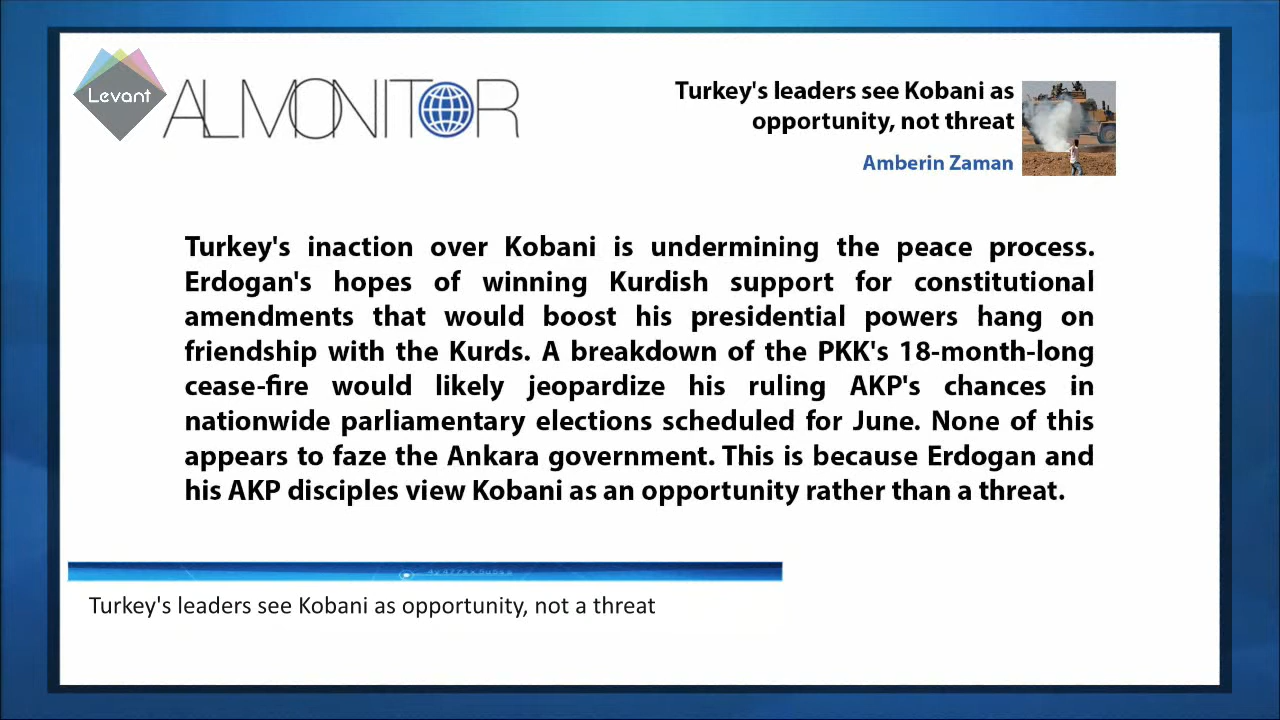 Levant
ALMONITOR
Turkey's leaders see Kobani as
opportunity, not threat
Amberin Zaman
Turkey's inaction over Kobani is undermining the peace process.
Erdogan's hopes of winning Kurdish support for constitutional
amendments that would boost his presidential powers hang on
friendship with the Kurds. A breakdown of the PKK's 18-month-long
cease-fire would likely jeopardize his ruling AKP's chances in
nationwide parliamentary elections scheduled for June. None of this
appears to faze the Ankara government. This is because Erdogan and
his AKP disciples view Kobani as an opportunity rather than a threat.
Turkey's leaders see Kobani as opportunity, not a threat